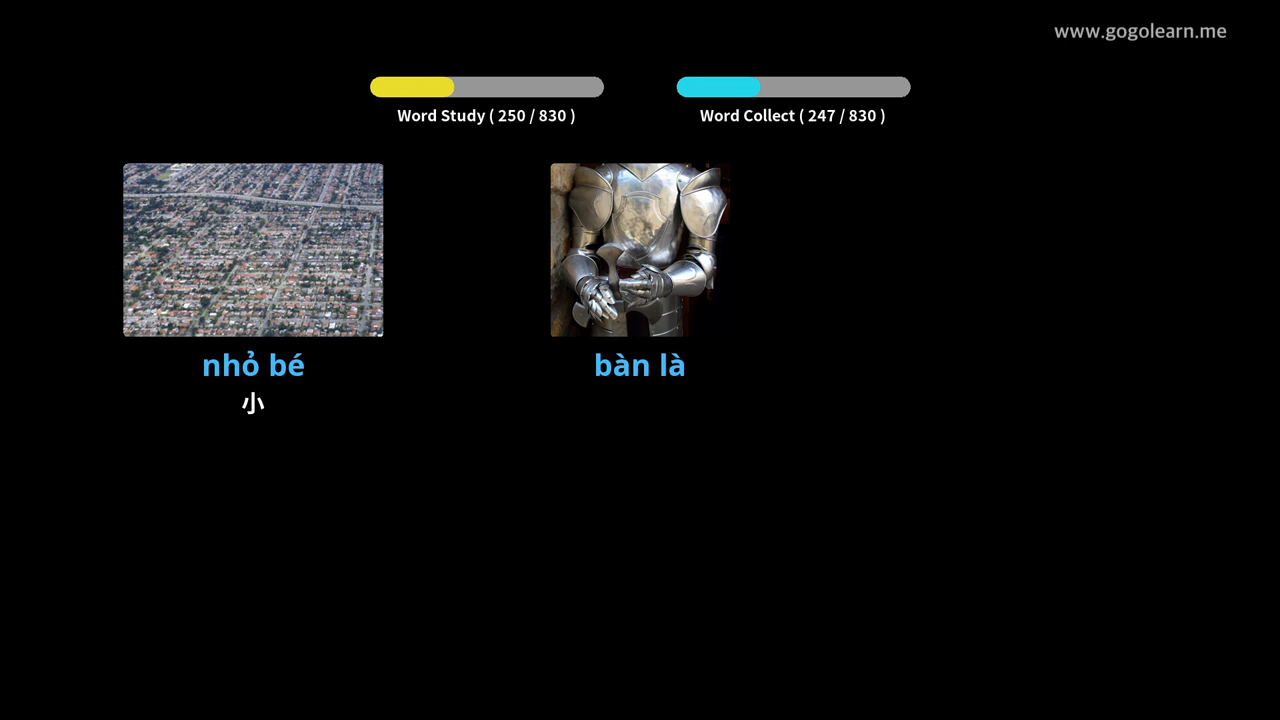 www.gogolearn.me
Word Study ( 250 / 830 )
Word Collect ( 247 / 830 )
nhỏ bé
小
bàn là